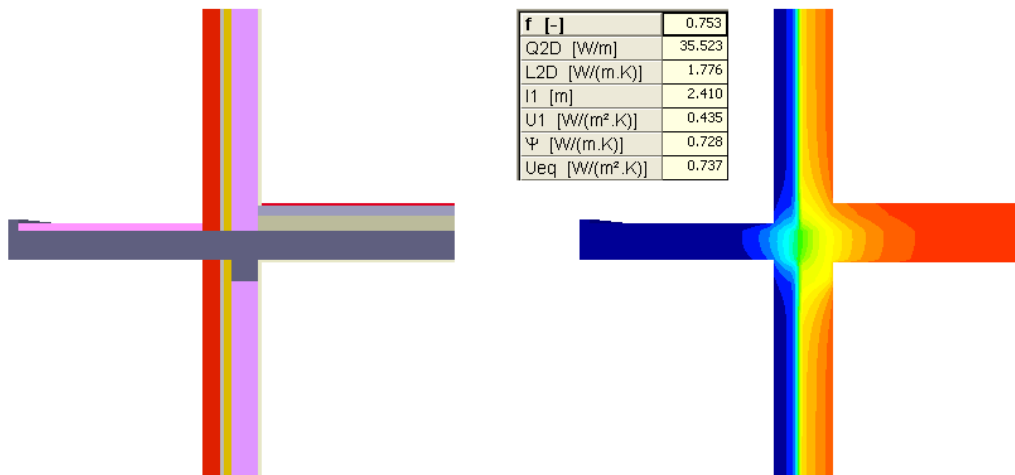 f [-] 0.753
Q2D [W/m] 35.523
L2D [W/(m.K)] 1.776
l1 [m] 2.410
U1 [W/(m².K)] 0.435
Ψ [W/(m.K)] 0.728
Ueq [W/(m².K)] 0.737